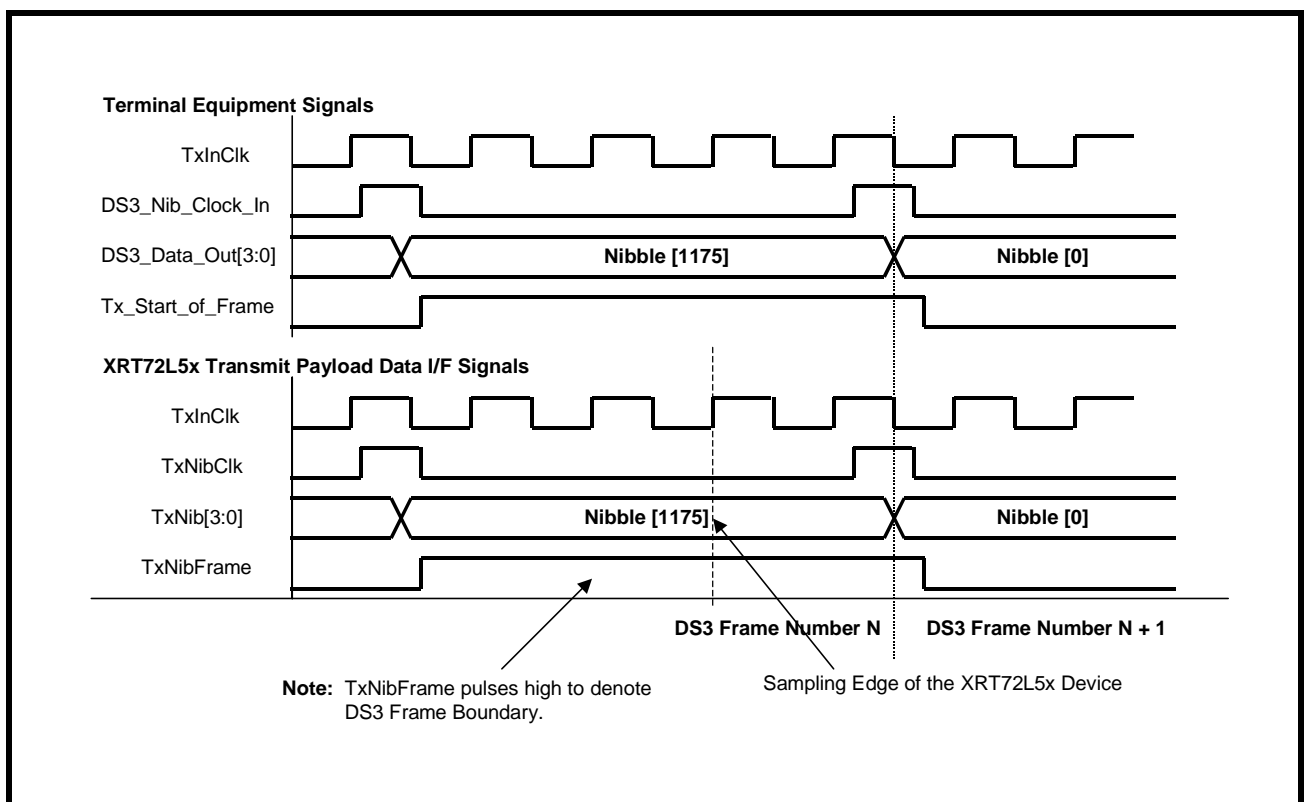 Terminal Equipment Signals
TxInClk
DS3_Nib_Clock_In
DS3_Data_Out[3:0]
Nibble [1175]
Nibble [0]
Tx_Start_of_Frame
XRT72L5x Transmit Payload Data I/F Signals
TxInClk
TxNibClk
TxNib[3:0]
Nibble [1175]
Nibble [0]
TxNibFrame
DS3 Frame Number N
DS3 Frame Number N + 1
Note: TxNibFrame pulses high to denote
DS3 Frame Boundary.
Sampling Edge of the XRT72L5x Device